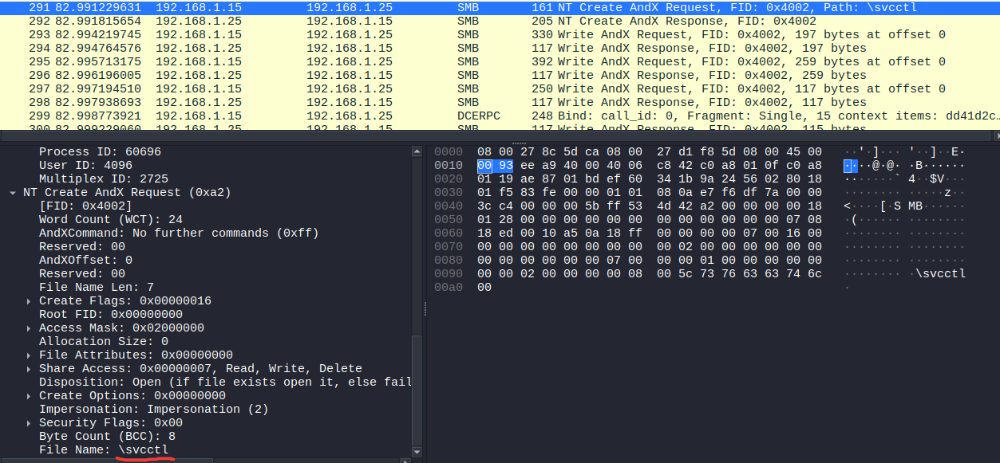 291 82.991229631 192.168.1.15 192.168.1.25 SMB 161 NT Create AndX Request, FID: 0x4002, Path: \svcctl
292 82.991815654 192.168.1.25 192.168.1.15 SMB 205 NT Create AndX Response, FID: 0x4002
293 82.994219745 192.168.1.15 192.168.1.25 SMB 330 Write AndX Request, FID: 0x4002, 197 bytes at offset 0
294 82.994764576 192.168.1.25 192.168.1.15 SMB 117 Write AndX Response, FID: 0x4002, 197 bytes
295 82.995713175 192.168.1.15 192.168.1.25 SMB 392 Write AndX Request, FID: 0x4002, 259 bytes at offset 0
296 82.996196005 192.168.1.25 192.168.1.15 SMB 117 Write AndX Response, FID: 0x4002, 259 bytes
297 82.997194510 192.168.1.15 192.168.1.25 SMB 250 Write AndX Request, FID: 0x4002, 117 bytes at offset 0
298 82.997938693 192.168.1.25 192.168.1.15 SMB 117 Write AndX Response, FID: 0x4002, 117 bytes
299 82.998773921 192.168.1.15 192.168.1.25 DCERPC 248 Bind: call_id: 0, Fragment: Single, 15 context items: dd41d2c…
300 82.999229060 192.168.1.25 192.168.1.15 SMB 117 Write AndX Response, FID: 0x4002, 115 bytes
Process ID: 60696
User ID: 4096
Multiplex ID: 2725
NT Create AndX Request (0xa2)
[FID: 0x4002]
Word Count (WCT): 24
AndXCommand: No further commands (0xff)
Reserved: 00
AndXOffset: 0
Reserved: 00
File Name Len: 7
Create Flags: 0x00000016
Root FID: 0x00000000
Access Mask: 0x02000000
Allocation Size: 0
File Attributes: 0x00000000
Share Access: 0x00000007, Read, Write, Delete
Disposition: Open (if file exists open it, else fail
Create Options: 0x00000000
Impersonation: Impersonation (2)
Security Flags: 0x00
Byte Count (BCC): 8
File Name: \svcctl
0000 08 00 27 8c 5d ca 08 00 27 d1 f8 5d 08 00 45 00 ··'·]···'··]··E·
0010 00 93 ee a9 40 00 40 06 c8 42 c0 a8 01 0f c0 a8 ····@·@··B······
0020 01 19 ae 87 01 bd ef 60 34 1b 9a 24 56 02 80 18 ·······`4··$V···
0030 01 f5 83 fe 00 00 01 01 08 0a e7 f6 df 7a 00 00 ·············z··
0040 3c c4 00 00 00 5b ff 53 4d 42 a2 00 00 00 00 18 <····[·SMB······
0050 01 28 00 00 00 00 00 00 00 00 00 00 00 00 07 08 ·(··············
0060 18 ed 00 10 a5 0a 18 ff 00 00 00 00 07 00 16 00 ················
0070 00 00 00 00 00 00 00 00 00 02 00 00 00 00 00 00 ················
0080 00 00 00 00 00 00 07 00 00 00 01 00 00 00 00 00 ················
0090 00 00 02 00 00 00 00 08 00 5c 73 76 63 63 74 6c ·········\svcctl
00a0 00 ·